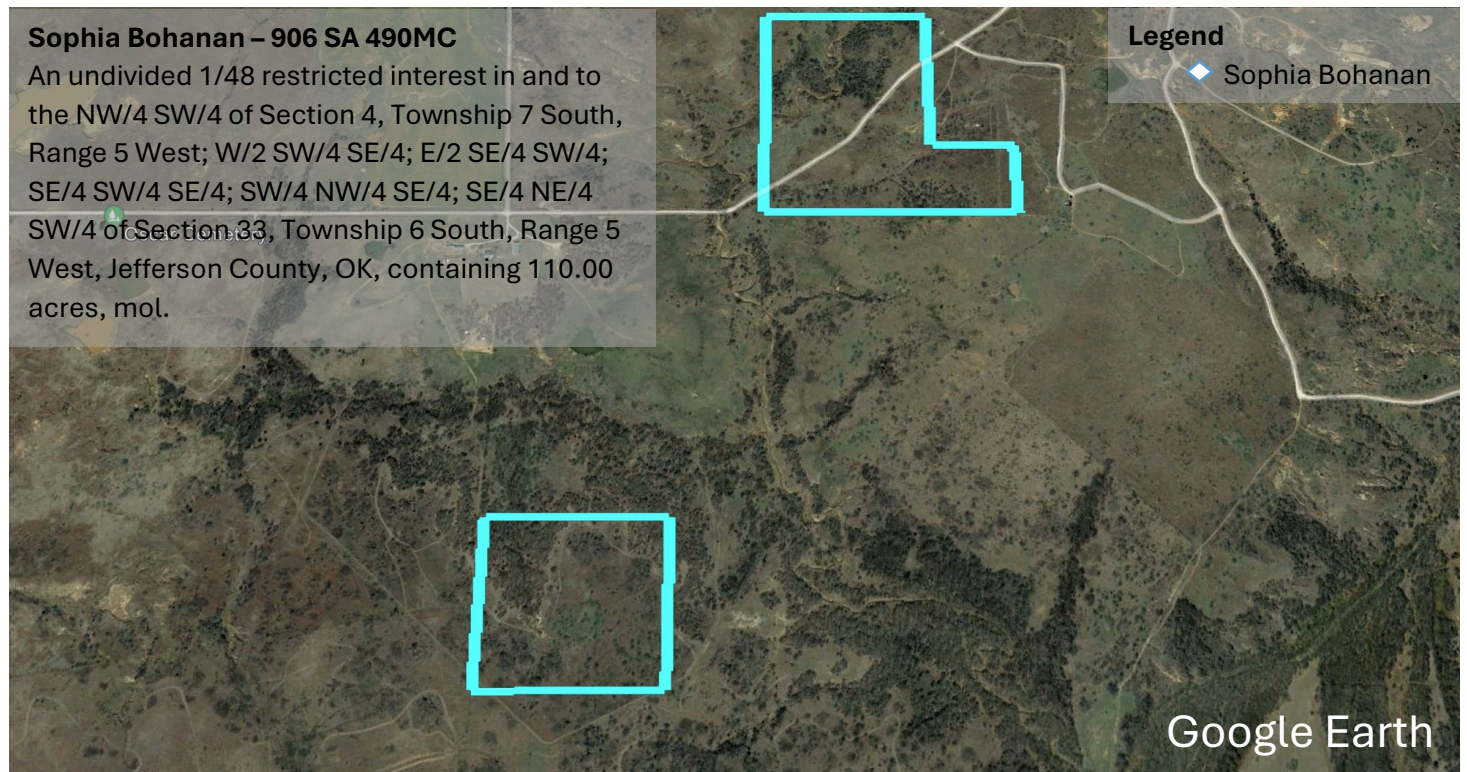 Sophia Bohanan – 906 SA 490MC
An undivided 1/48 restricted interest in and to
the NW/4 SW/4 of Section 4, Township 7 South,
Range 5 West; W/2 SW/4 SE/4; E/2 SE/4 SW/4;
SE/4 SW/4 SE/4; SW/4 NW/4 SE/4; SE/4 NE/4
SW/4 of Section 33, Township 6 South, Range 5
West, Jefferson County, OK, containing 110.00
acres, mol.
Cemetery
Legend
Sophia Bohanan
Google Earth